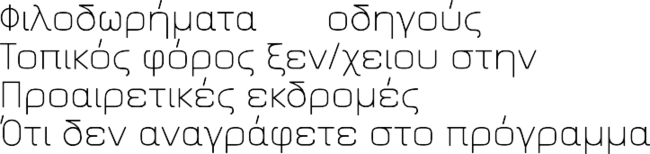 Φιλοδωρήματα οδηγούς
Τοπικός φόρος ξεν/χειου στην
Προαιρετικές εκδρομές
Ότι δεν αναγράφετε στο πρόγραμμα